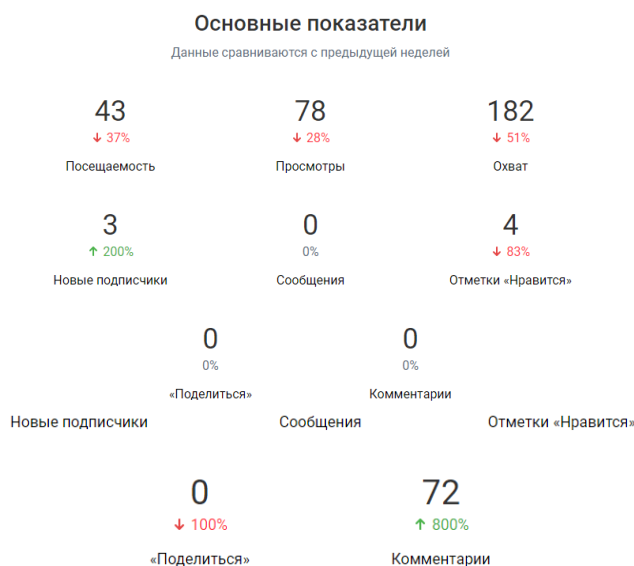 Основные показатели
Данные сравниваются с предыдущей неделей
43 78 182
↓ 37% ↓ 28% ↓ 51%
Посещаемость Просмотры Охват
3 0 4
↑ 200% 0% ↓ 83%
Новые подписчики Сообщения Отметки «Нравится»
0 0
0% 0%
«Поделиться» Комментарии
Новые подписчики Сообщения Отметки «Нравится»
0 72
↓ 100% ↑ 800%
«Поделиться» Комментарии